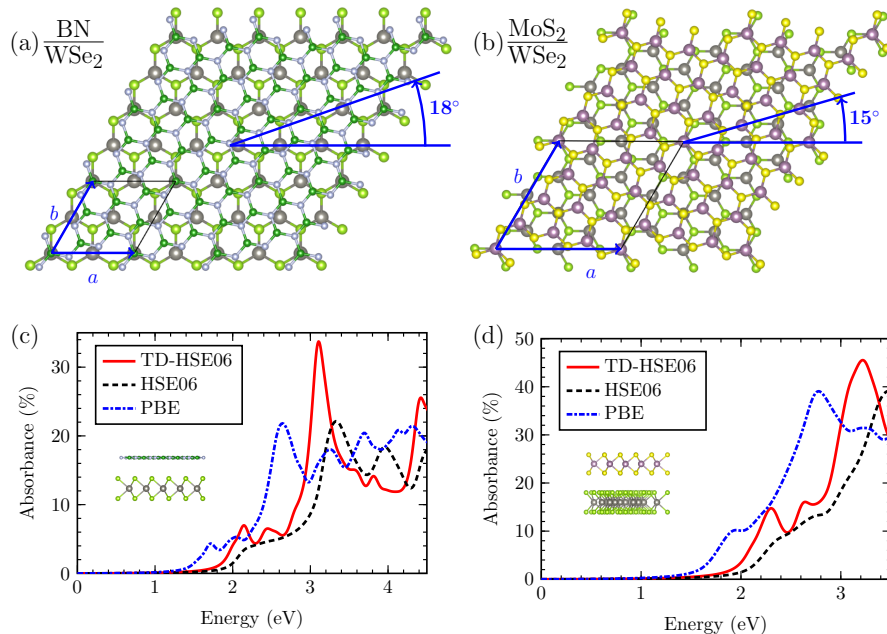 (a) BN
WSe₂
18°
b
a
(b) MoS₂
WSe₂
15°
b
a
(c)
Absorbance (%)
30
20
10
0
TD-HSE06
HSE06
PBE
0 1 2 3 4
Energy (eV)
(d)
Absorbance (%)
50
40
30
20
10
0
TD-HSE06
HSE06
PBE
0 1 2 3
Energy (eV)